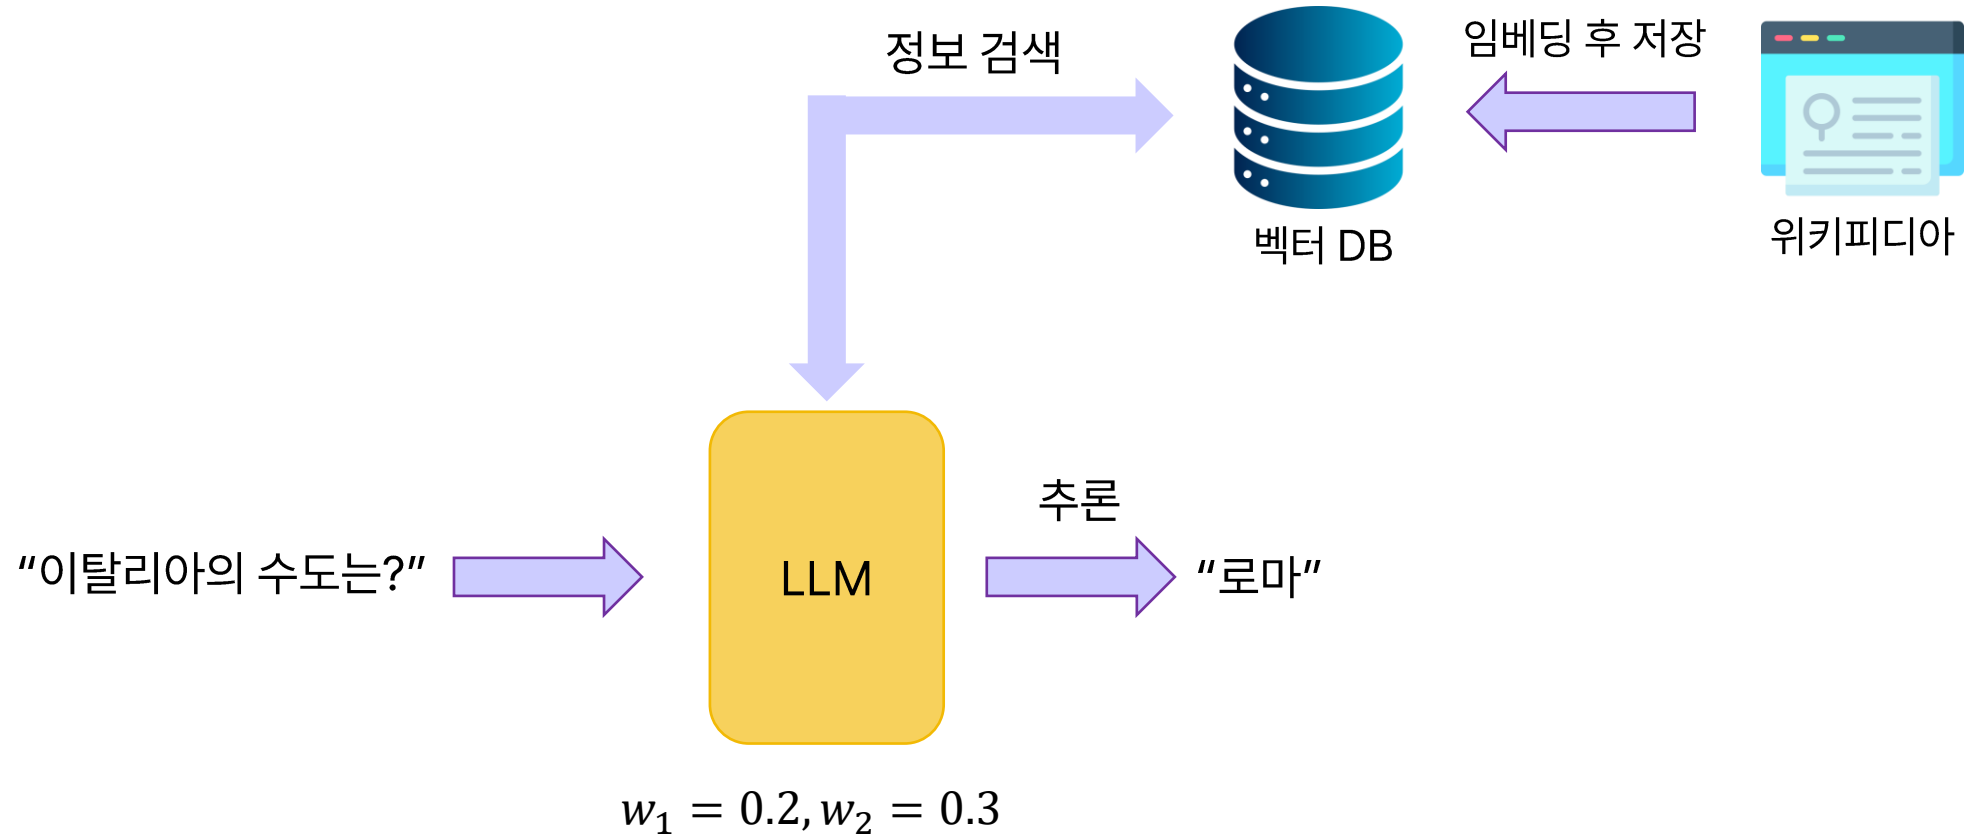 정보 검색
임베딩 후 저장
벡터 DB
위키피디아
추론
“이탈리아의 수도는?”
LLM
“로마”
w₁ = 0.2, w₂ = 0.3